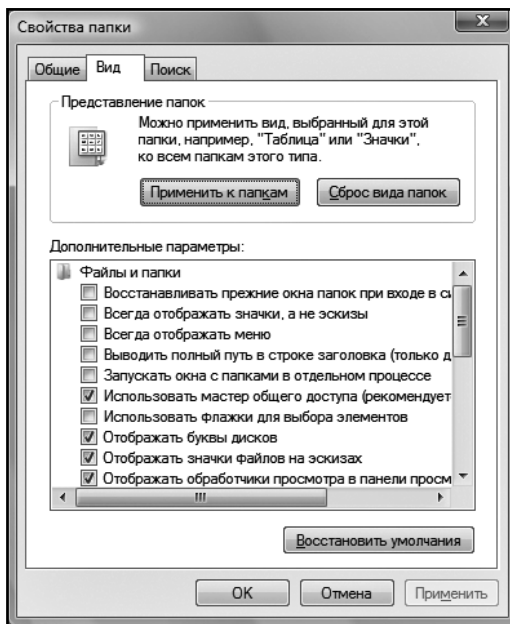 Свойства папки
Общие Вид Поиск
Представление папок
Можно применить вид, выбранный для этой
папки, например, "Таблица" или "Значки",
ко всем папкам этого типа.
Применить к папкам Сброс вида папок
Дополнительные параметры:
Файлы и папки
Восстанавливать прежние окна папок при входе в си
Всегда отображать значки, а не эскизы
Всегда отображать меню
Выводить полный путь в строке заголовка (только д
Запускать окна с папками в отдельном процессе
Использовать мастер общего доступа (рекомендует
Использовать флажки для выбора элементов
Отображать буквы дисков
Отображать значки файлов на эскизах
Отображать обработчики просмотра в панели просм
Восстановить умолчания
OK Отмена Применить